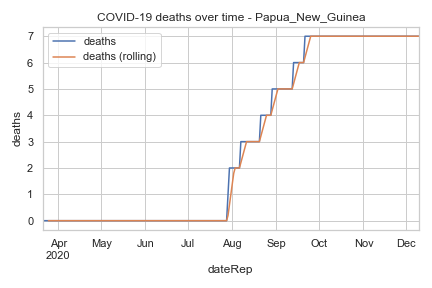 COVID-19 deaths over time - Papua_New_Guinea
deaths
deaths (rolling)
7
6
5
4
3
2
1
0
deaths
Apr
2020
May
Jun
Jul
Aug
Sep
Oct
Nov
Dec
dateRep